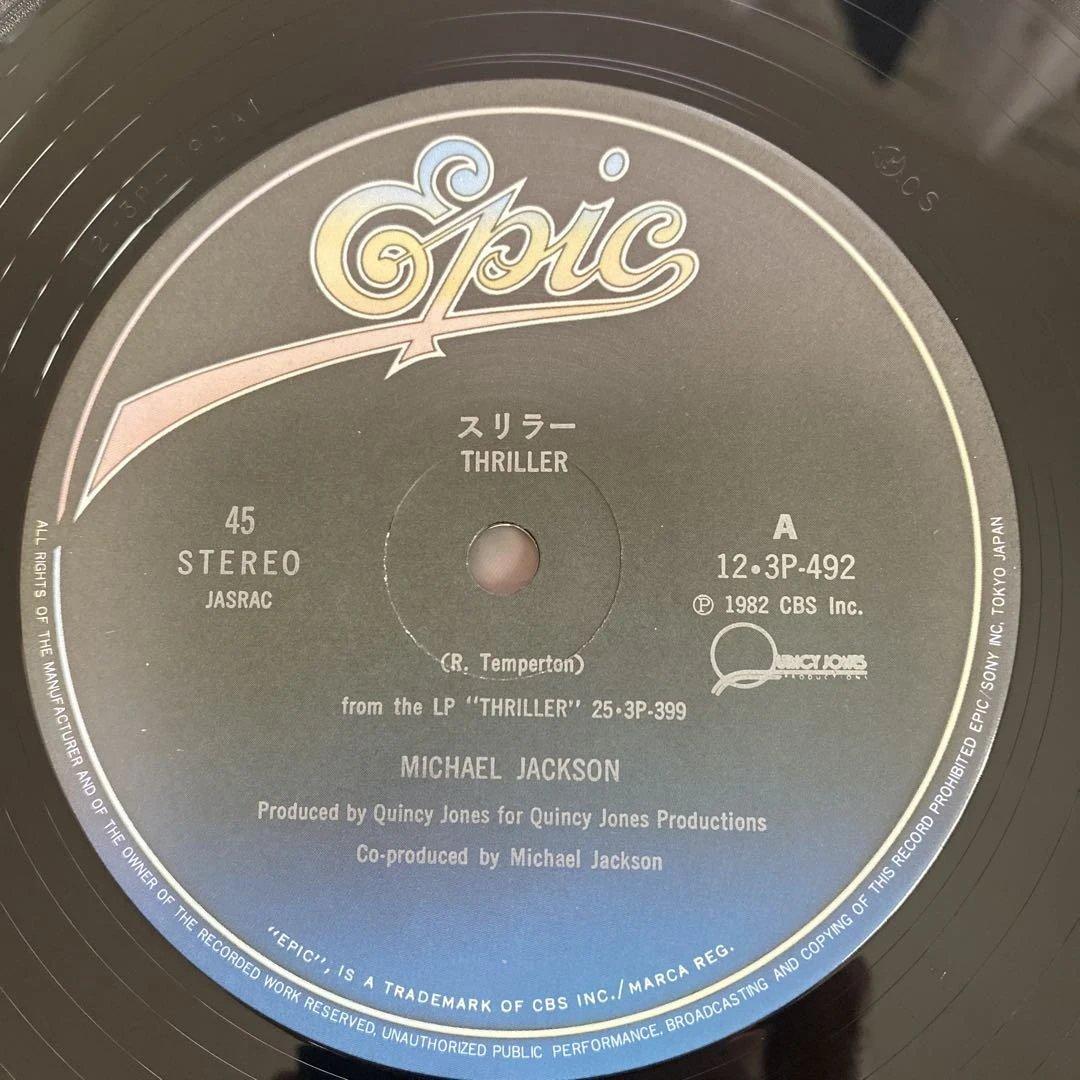 Epic
スリラー
THRILLER
45
STEREO
JASRAC
A
12・3P-492
Ⓟ 1982 CBS Inc.
QUINCY JONES
PRODUCTIONS
(R. Temperton)
from the LP "THRILLER" 25・3P-399
MICHAEL JACKSON
Produced by Quincy Jones for Quincy Jones Productions
Co-produced by Michael Jackson
"EPIC", IS A TRADEMARK OF CBS INC./MARCA REG.
ALL RIGHTS OF THE MANUFACTURER AND OF THE OWNER OF THE RECORDED WORK RESERVED, UNAUTHORIZED PUBLIC PERFORMANCE, BROADCASTING AND COPYING OF THIS RECORD PROHIBITED EPIC/SONY INC, TOKYO JAPAN
CS